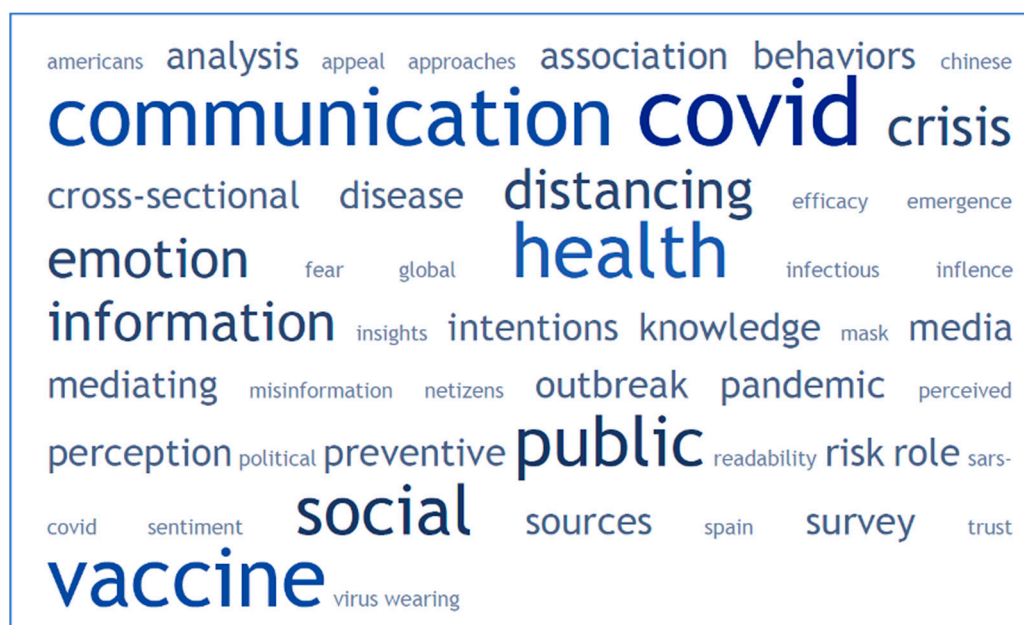 americans analysis appeal approaches association behaviors chinese
communication covid crisis
cross-sectional disease distancing efficacy emergence
emotion fear global health infectious inflence
information insights intentions knowledge mask media
mediating misinformation netizens outbreak pandemic perceived
perception political preventive public readability risk role sars-
covid sentiment social sources spain survey trust
vaccine virus wearing